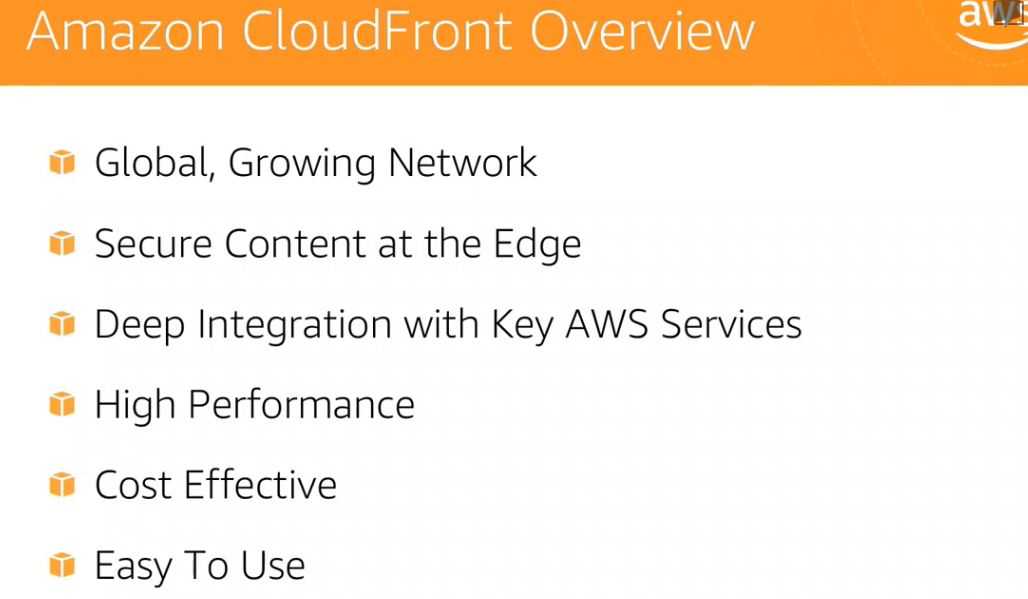 Amazon CloudFront Overview
aws
Global, Growing Network
Secure Content at the Edge
Deep Integration with Key AWS Services
High Performance
Cost Effective
Easy To Use